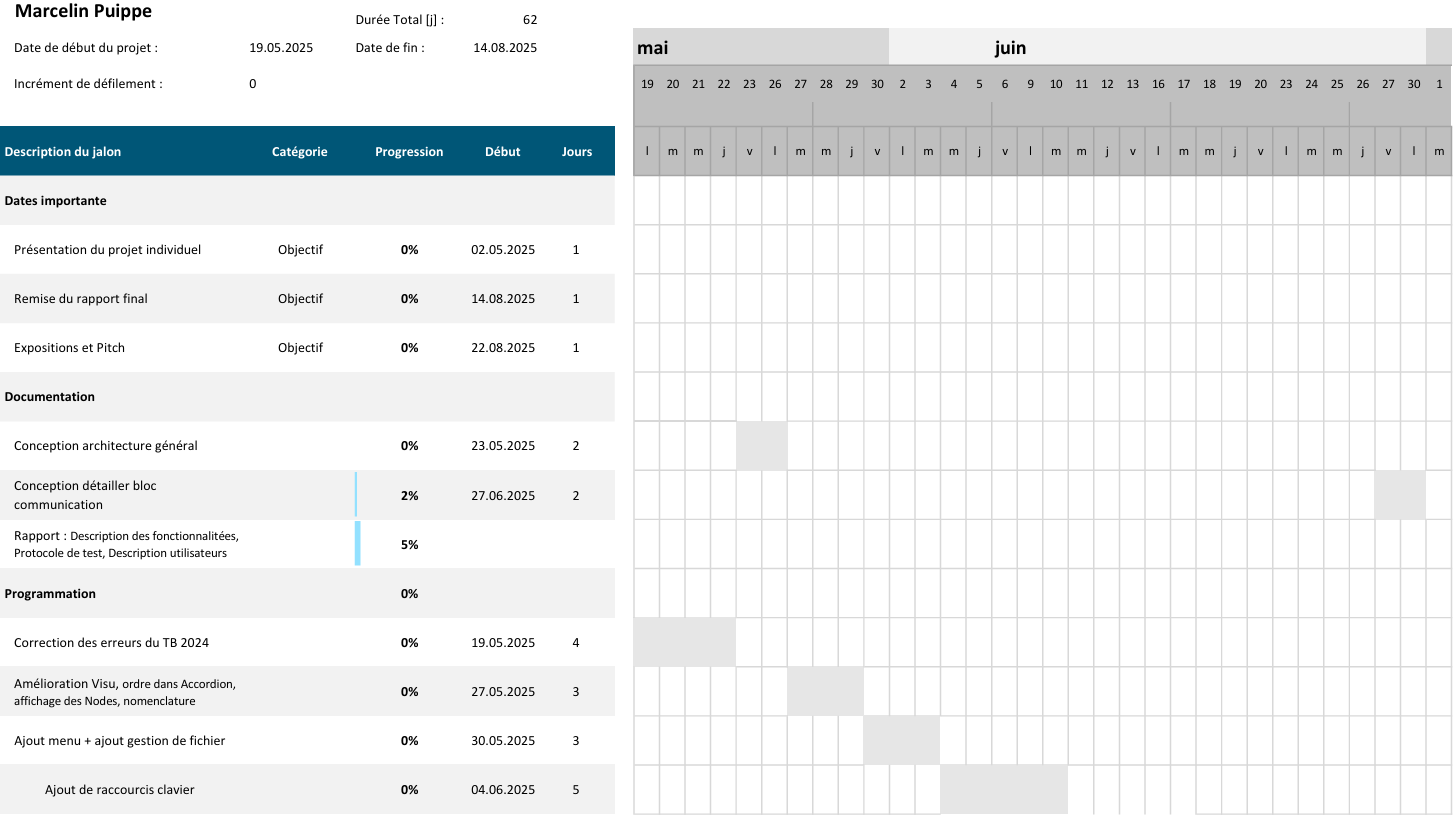 Marcelin Puippe
Durée Total [j] : 62
Date de début du projet : 19.05.2025 Date de fin : 14.08.2025
mai juin
Incrément de défilement : 0
19 20 21 22 23 26 27 28 29 30 2 3 4 5 6 9 10 11 12 13 16 17 18 19 20 23 24 25 26 27 30 1
Description du jalon Catégorie Progression Début Jours
l m m j v l m m j v l m m j v l m m j v l m m j v l m m j v l m
Dates importante
Présentation du projet individuel Objectif 0% 02.05.2025 1
Remise du rapport final Objectif 0% 14.08.2025 1
Expositions et Pitch Objectif 0% 22.08.2025 1
Documentation
Conception architecture général 0% 23.05.2025 2
Conception détailler bloc
communication
2% 27.06.2025 2
Rapport : Description des fonctionnalitées,
Protocole de test, Description utilisateurs
5%
Programmation 0%
Correction des erreurs du TB 2024 0% 19.05.2025 4
Amélioration Visu, ordre dans Accordion,
affichage des Nodes, nomenclature
0% 27.05.2025 3
Ajout menu + ajout gestion de fichier 0% 30.05.2025 3
Ajout de raccourcis clavier 0% 04.06.2025 5